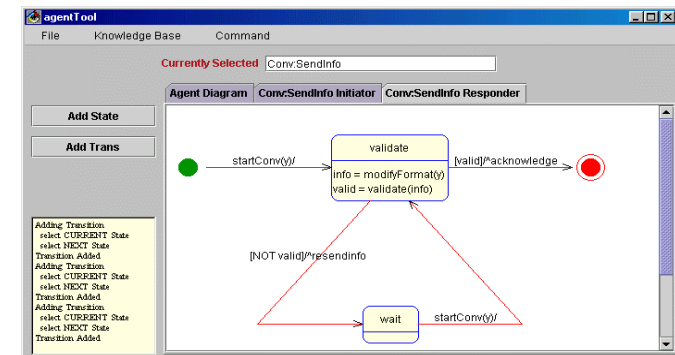 agentTool
File Knowledge Base Command
Currently Selected Conv:SendInfo
Agent Diagram Conv:SendInfo Initiator Conv:SendInfo Responder
Add State
Add Trans
validate
startConv(y)/
[valid]/^acknowledge
info = modifyFormat(y)
valid = validate(info)
[NOT valid]/^resendinfo
wait
startConv(y)/
Adding Transition
select CURRENT State
select NEXT State
Transition Added
Adding Transition
select CURRENT State
select NEXT State
Transition Added
Adding Transition
select CURRENT State
select NEXT State
Transition Added